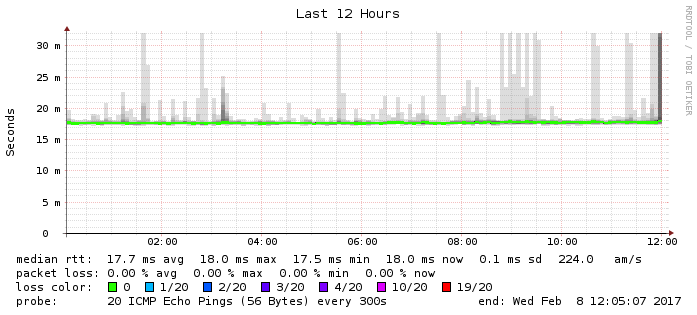 Last 12 Hours
RRDTOOL / TOBI OETIKER
Seconds
30 m
25 m
20 m
15 m
10 m
5 m
0
02:00 04:00 06:00 08:00 10:00 12:00
median rtt: 17.7 ms avg 18.0 ms max 17.5 ms min 18.0 ms now 0.1 ms sd 224.0 am/s
packet loss: 0.00 % avg 0.00 % max 0.00 % min 0.00 % now
loss color: 0 1/20 2/20 3/20 4/20 10/20 19/20
probe: 20 ICMP Echo Pings (56 Bytes) every 300s end: Wed Feb 8 12:05:07 2017